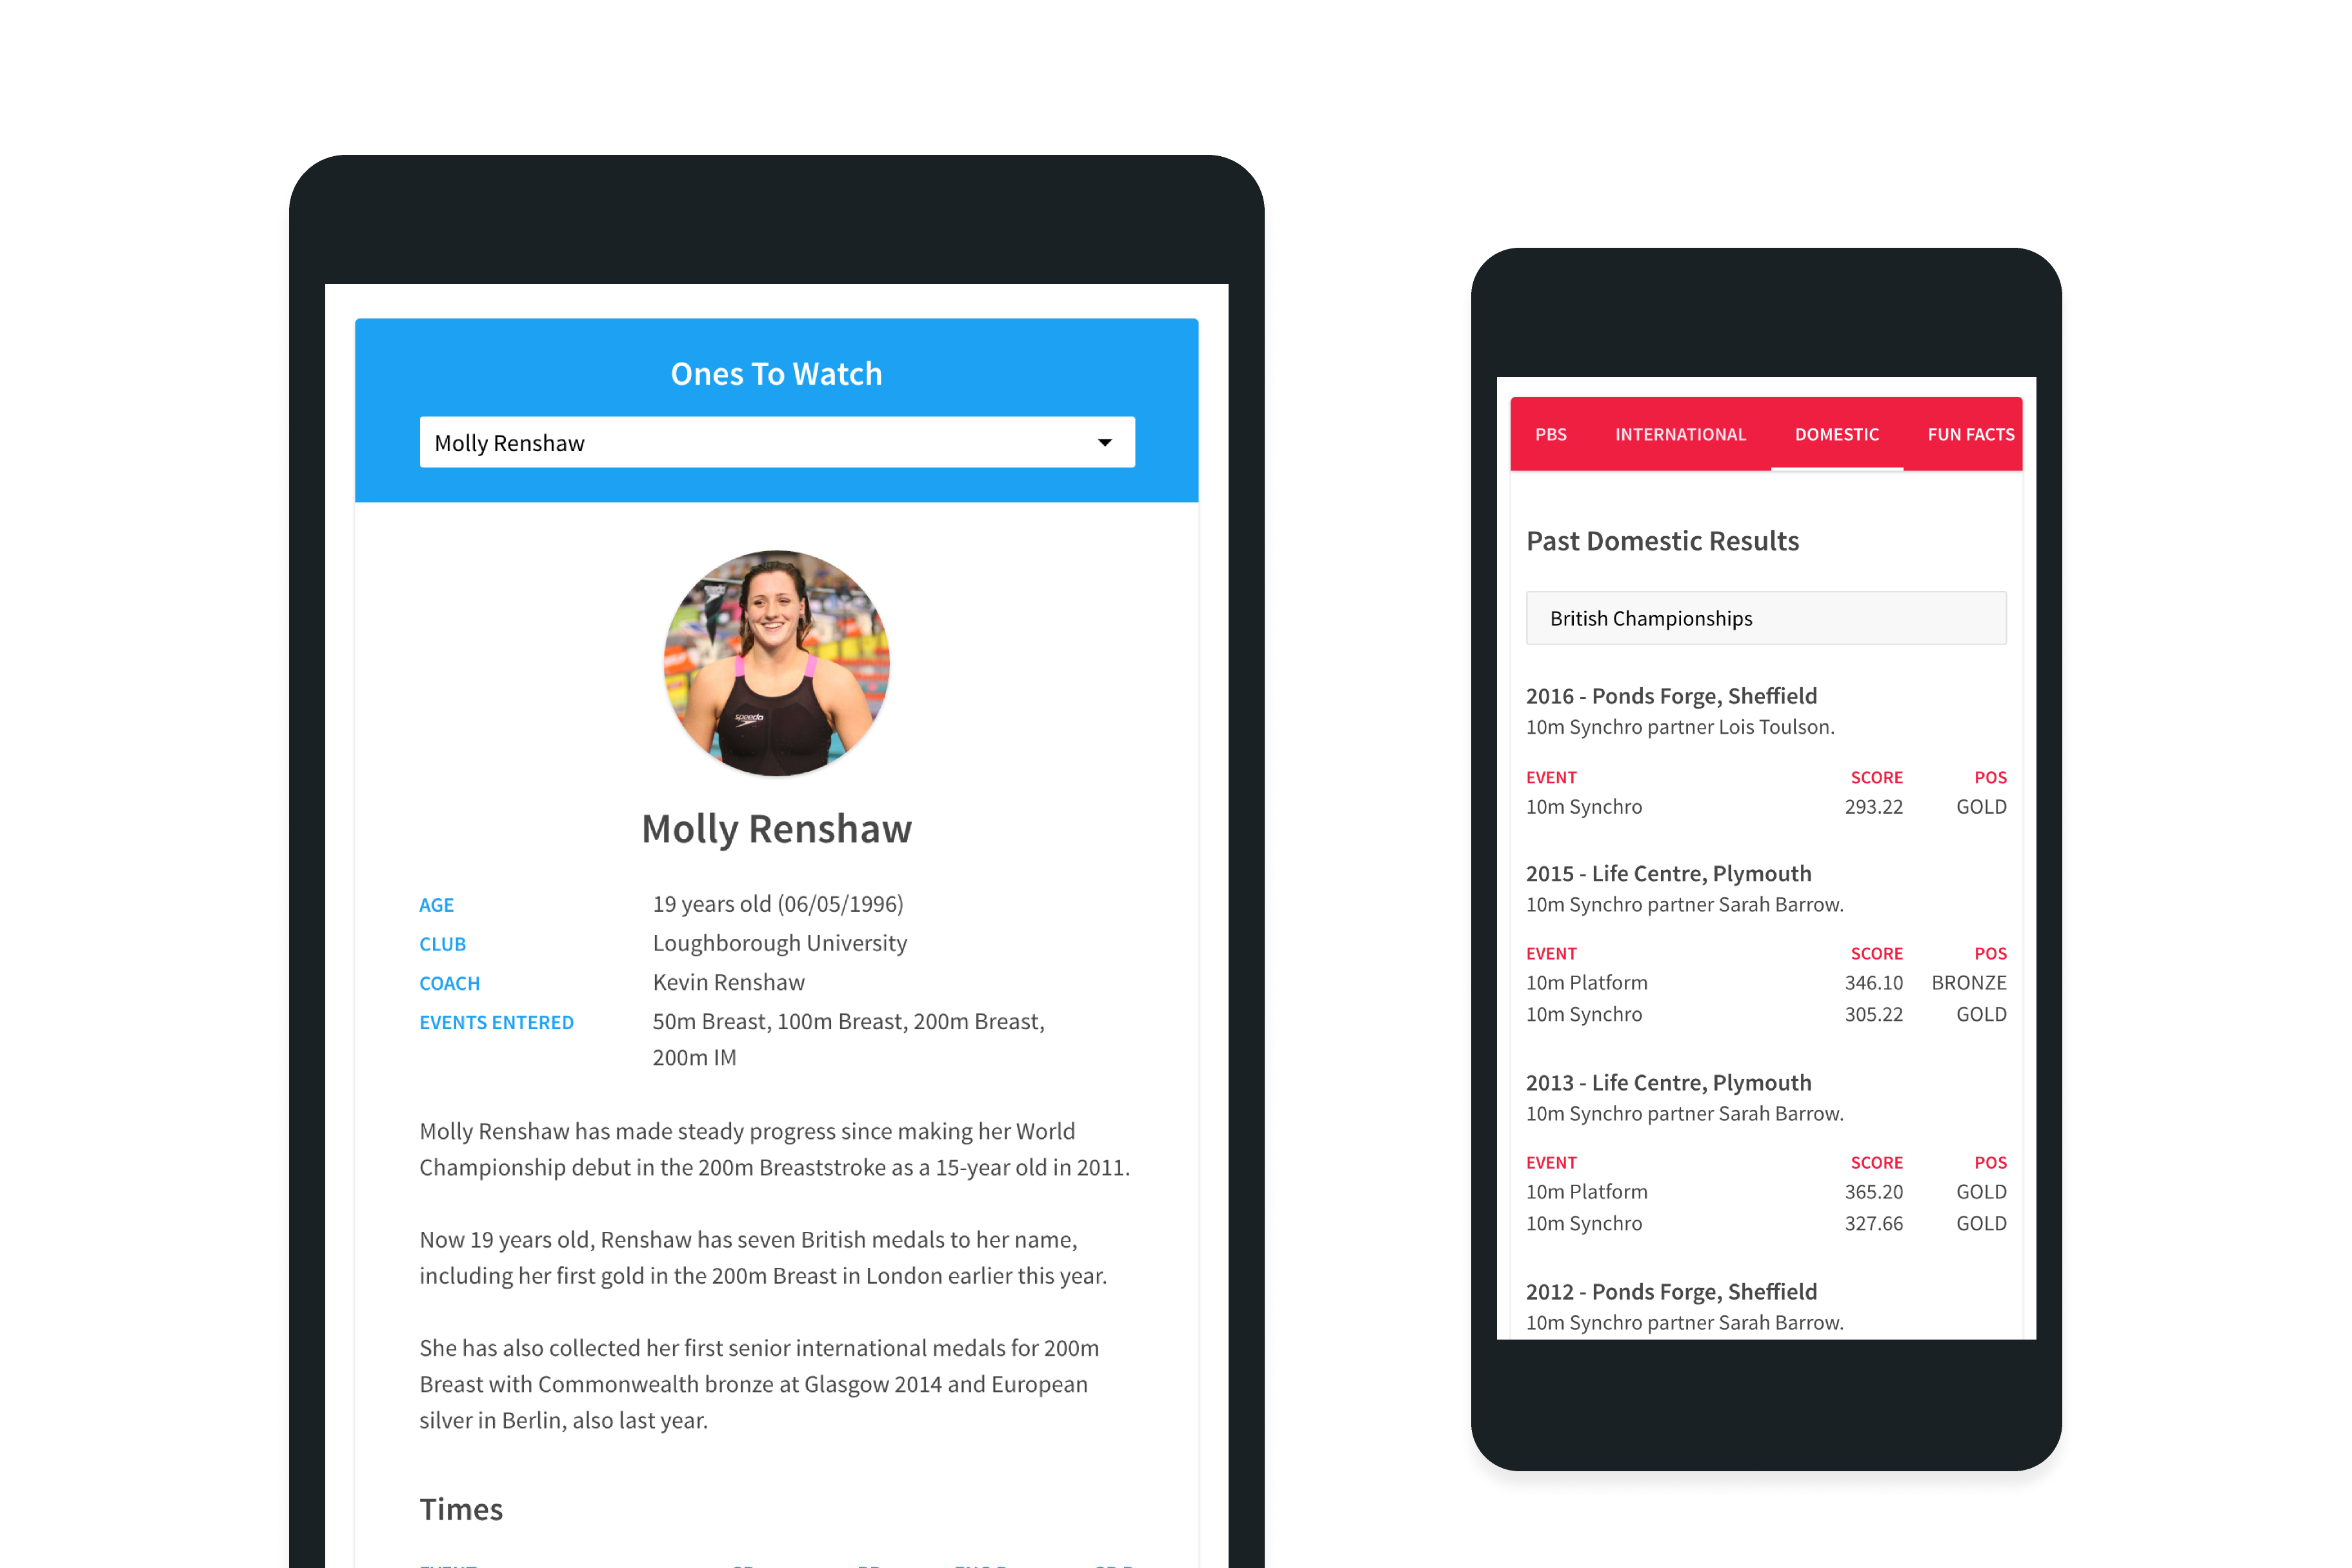 Ones To Watch
Molly Renshaw
speedo
Molly Renshaw
AGE 19 years old (06/05/1996)
CLUB Loughborough University
COACH Kevin Renshaw
EVENTS ENTERED 50m Breast, 100m Breast, 200m Breast,
200m IM
Molly Renshaw has made steady progress since making her World
Championship debut in the 200m Breaststroke as a 15-year old in 2011.
Now 19 years old, Renshaw has seven British medals to her name,
including her first gold in the 200m Breast in London earlier this year.
She has also collected her first senior international medals for 200m
Breast with Commonwealth bronze at Glasgow 2014 and European
silver in Berlin, also last year.
Times
PBS INTERNATIONAL DOMESTIC FUN FACTS
Past Domestic Results
British Championships
2016 - Ponds Forge, Sheffield
10m Synchro partner Lois Toulson.
EVENT SCORE POS
10m Synchro 293.22 GOLD
2015 - Life Centre, Plymouth
10m Synchro partner Sarah Barrow.
EVENT SCORE POS
10m Platform 346.10 BRONZE
10m Synchro 305.22 GOLD
2013 - Life Centre, Plymouth
10m Synchro partner Sarah Barrow.
EVENT SCORE POS
10m Platform 365.20 GOLD
10m Synchro 327.66 GOLD
2012 - Ponds Forge, Sheffield
10m Synchro partner Sarah Barrow.